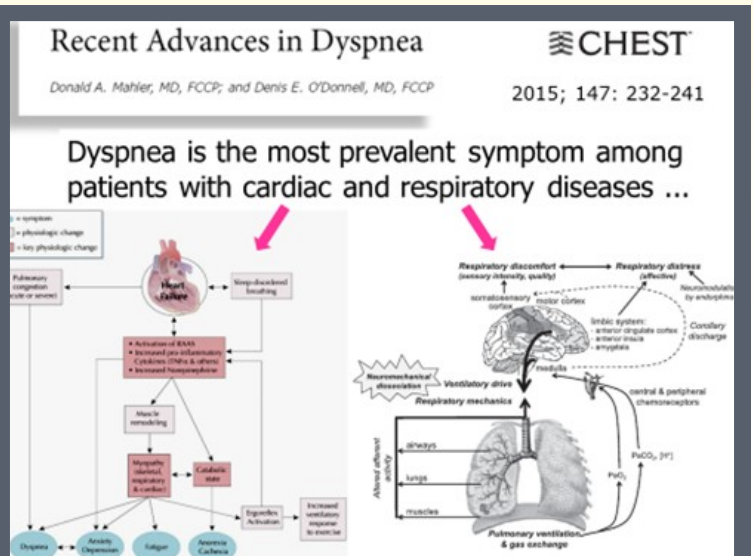 Recent Advances in Dyspnea
CHEST
Donald A. Mahler, MD, FCCP; and Denis E. O'Donnell, MD, FCCP
2015; 147: 232-241
Dyspnea is the most prevalent symptom among
patients with cardiac and respiratory diseases ...
= symptom
= physiologic change
= key physiologic change
Pulmonary
congestion
(acute or severe)
Heart
Failure
Sleep-disordered
breathing
• Activation of RAAS
• Increased pro-inflammatory
Cytokines (TNFα & others)
• Increased Norepinephrine
Muscle
remodeling
Myopathy
(skeletal,
respiratory
& cardiac)
Catabolic
state
Ergoreflex
Activation
Increased
ventilatory
response
to exercise
Dyspnea
Anxiety
Depression
Fatigue
Anorexia
Cachexia
Respiratory discomfort
(sensory intensity, quality)
Respiratory distress
(affective)
Neuromodulation
by endorphins
somatosensory
cortex
motor cortex
limbic system:
- anterior cingulate cortex
- anterior insula
- amygdala
Corollary
discharge
medulla
Neuromechanical
dissociation
Ventilatory drive
Respiratory mechanics
central & peripheral
chemoreceptors
Altered afferent
activity
airways
lungs
muscles
PaCO₂, [H⁺]
PaO₂
Pulmonary ventilation
& gas exchange